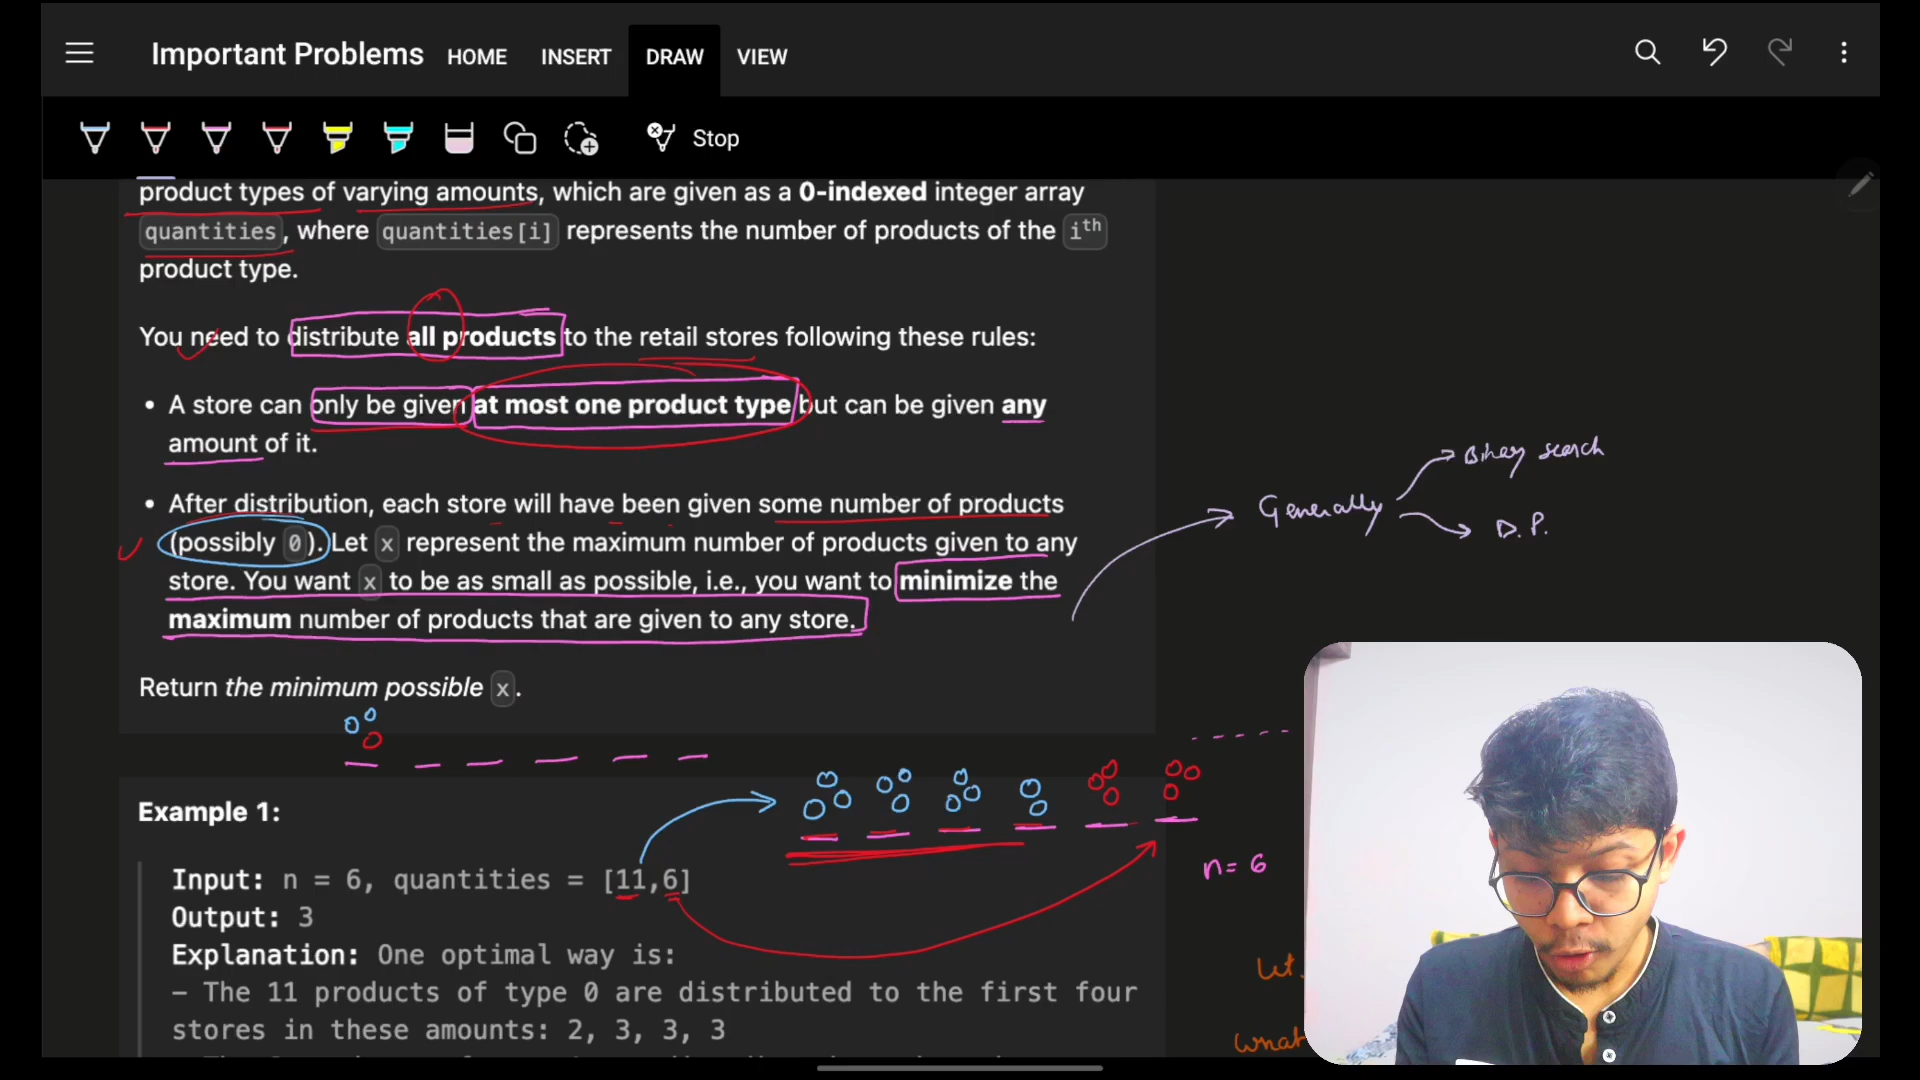 Important Problems HOME INSERT DRAW VIEW
Stop
product types of varying amounts, which are given as a 0-indexed integer array
quantities, where quantities[i] represents the number of products of the ith
product type.
You need to distribute all products to the retail stores following these rules:
• A store can only be given at most one product type but can be given any
amount of it.
• After distribution, each store will have been given some number of products
(possibly 0). Let x represent the maximum number of products given to any
store. You want x to be as small as possible, i.e., you want to minimize the
maximum number of products that are given to any store.
Return the minimum possible x.
Generally
Binary search
D.P.
Example 1:
Input: n = 6, quantities = [11,6]
Output: 3
Explanation: One optimal way is:
– The 11 products of type 0 are distributed to the first four
stores in these amounts: 2, 3, 3, 3
n = 6
what